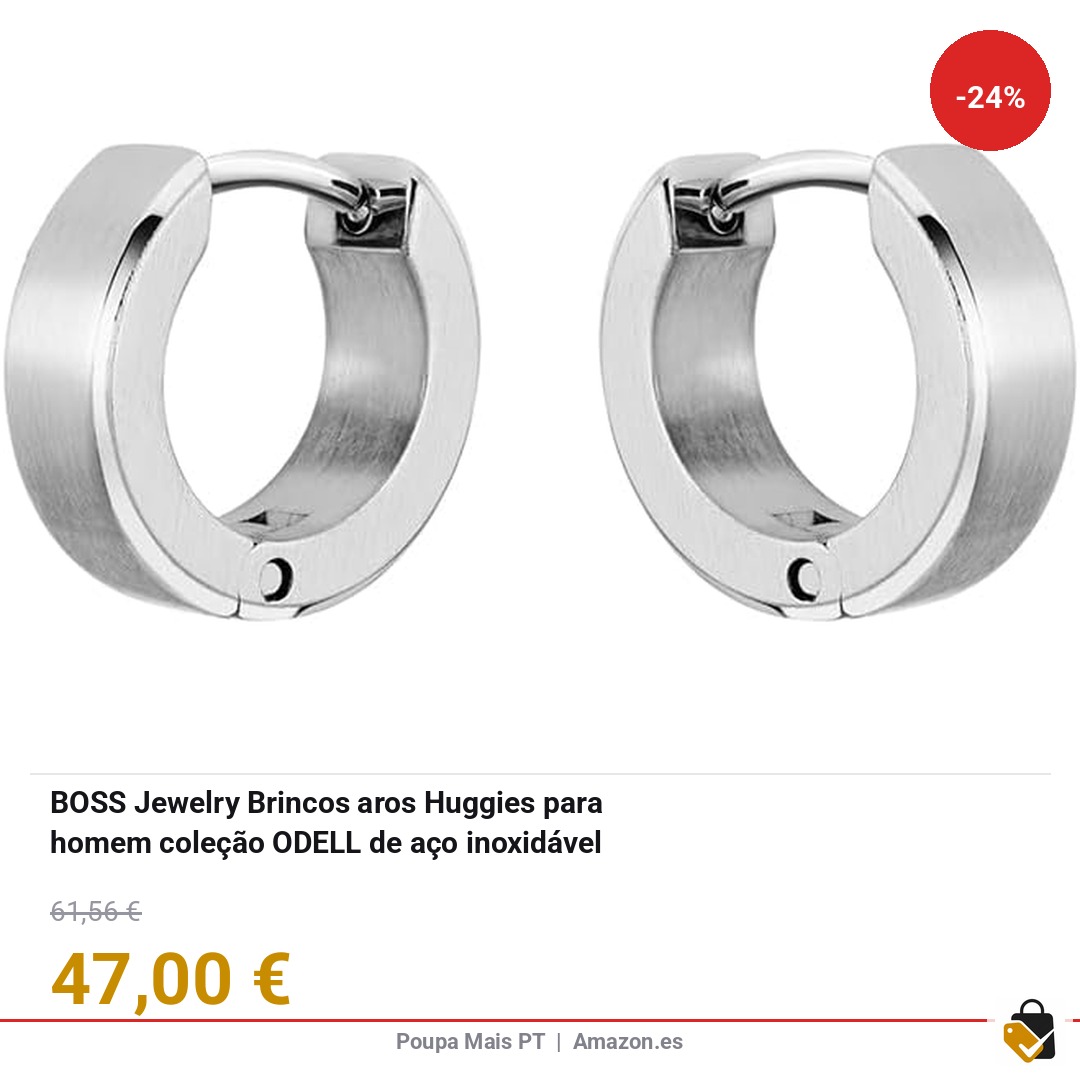 -24%
BOSS Jewelry Brincos aros Huggies para
homem coleção ODELL de aço inoxidável
61,56 €
47,00 €
Poupa Mais PT | Amazon.es